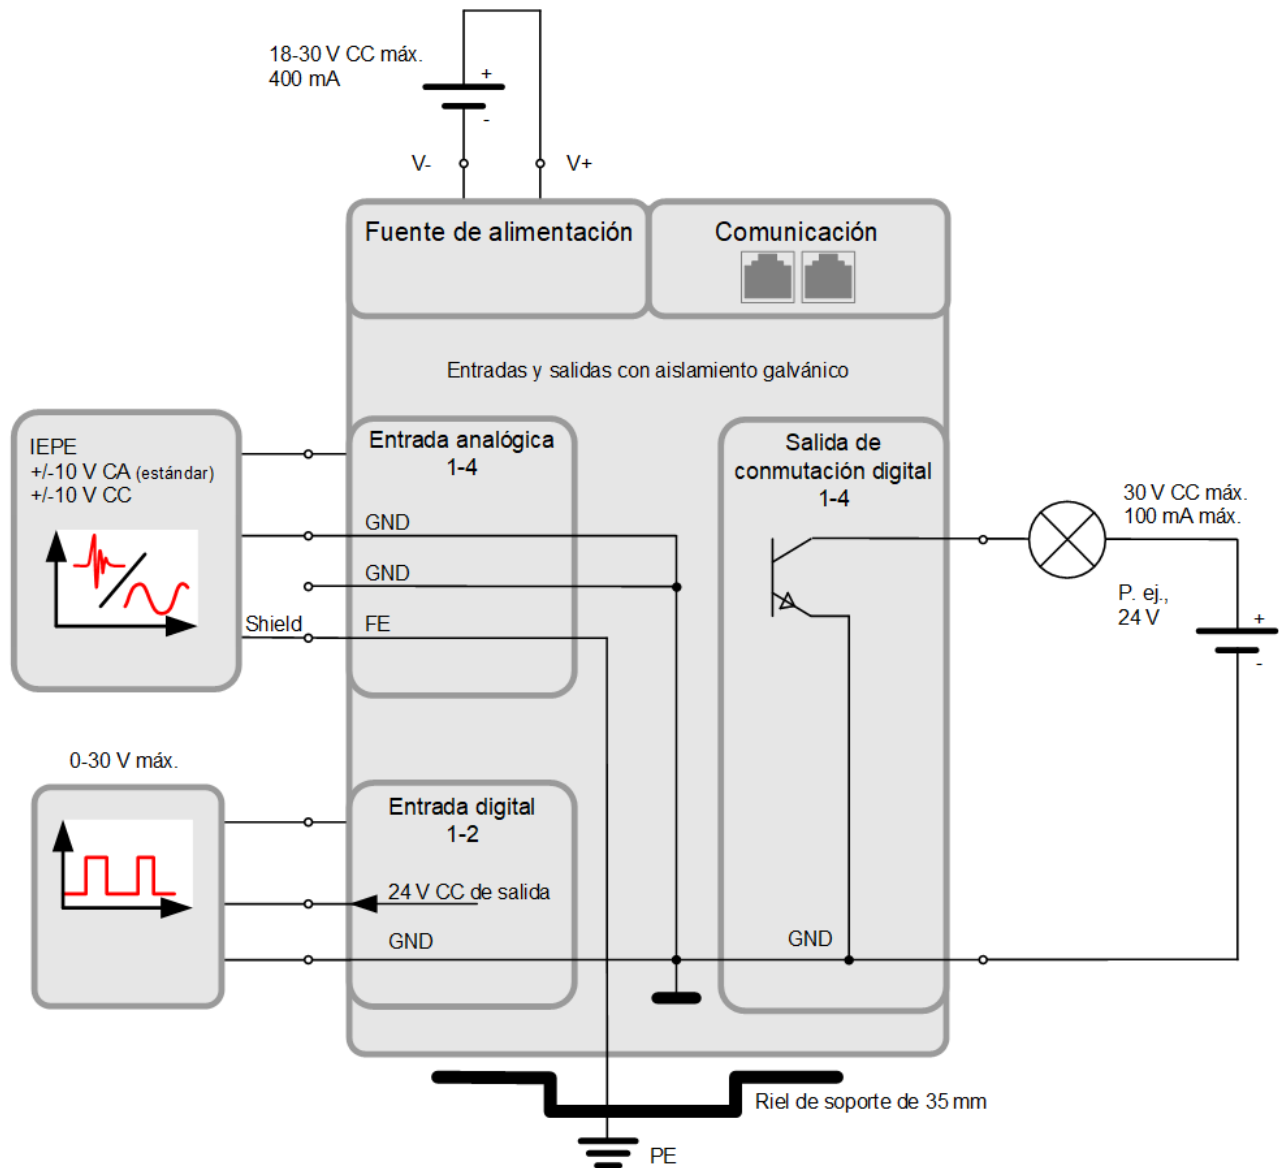 18-30 V CC máx.
400 mA
+
-
V-
V+
Fuente de alimentación
Comunicación
Entradas y salidas con aislamiento galvánico
IEPE
+/-10 V CA (estándar)
+/-10 V CC
Shield
Entrada analógica
1-4
GND
GND
FE
Salida de
conmutación digital
1-4
30 V CC máx.
100 mA máx.
P. ej.,
24 V
+
-
0-30 V máx.
Entrada digital
1-2
24 V CC de salida
GND
GND
Riel de soporte de 35 mm
PE